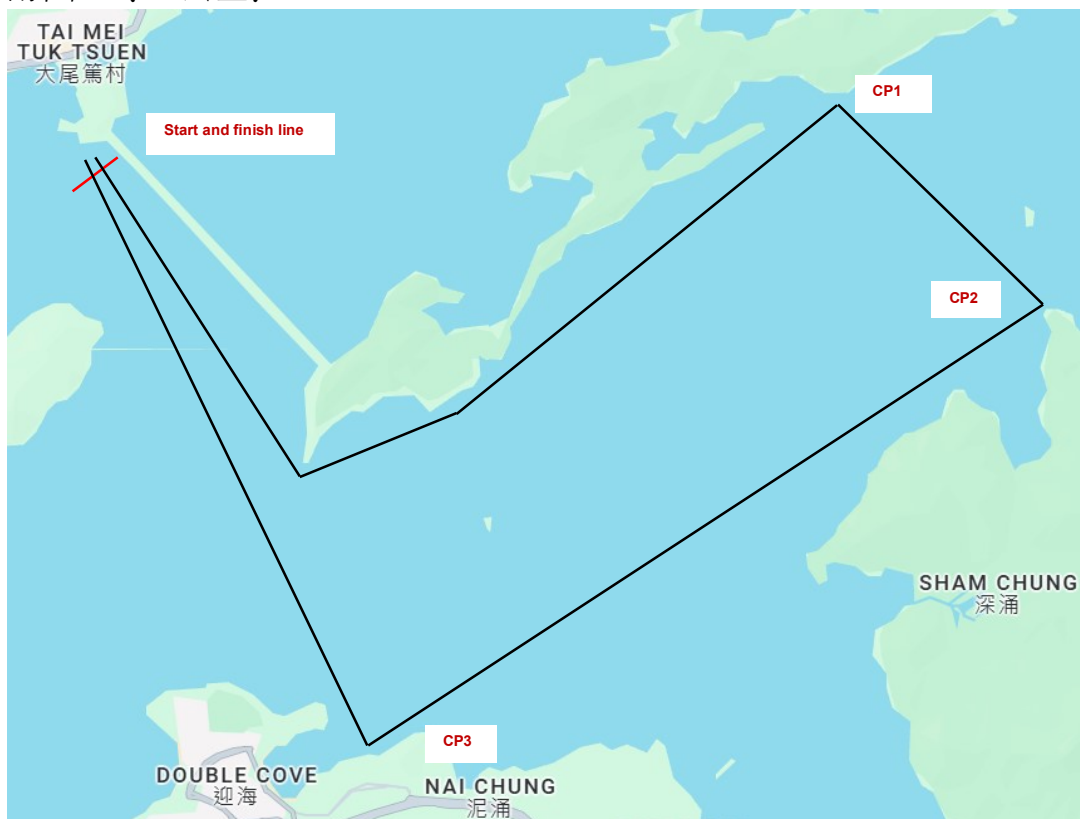 TAI MEI
TUK TSUEN
大尾篤村
CP1
Start and finish line
CP2
SHAM CHUNG
深涌
CP3
DOUBLE COVE
迎海
NAI CHUNG
泥涌